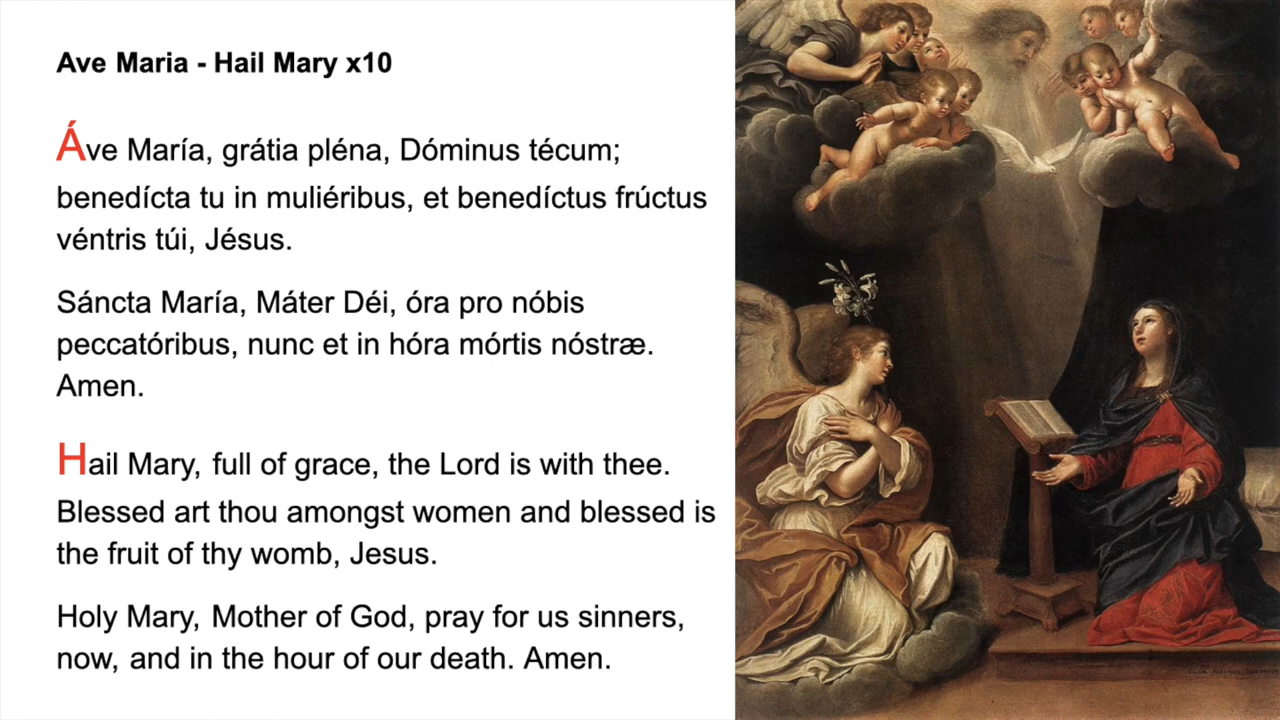 Ave Maria - Hail Mary x10
Áve María, grátia pléna, Dóminus técum;
benedícta tu in muliéribus, et benedíctus frúctus
véntris túi, Jésus.
Sáncta María, Máter Déi, óra pro nóbis
peccatóribus, nunc et in hóra mórtis nóstræ.
Amen.
Hail Mary, full of grace, the Lord is with thee.
Blessed art thou amongst women and blessed is
the fruit of thy womb, Jesus.
Holy Mary, Mother of God, pray for us sinners,
now, and in the hour of our death. Amen.